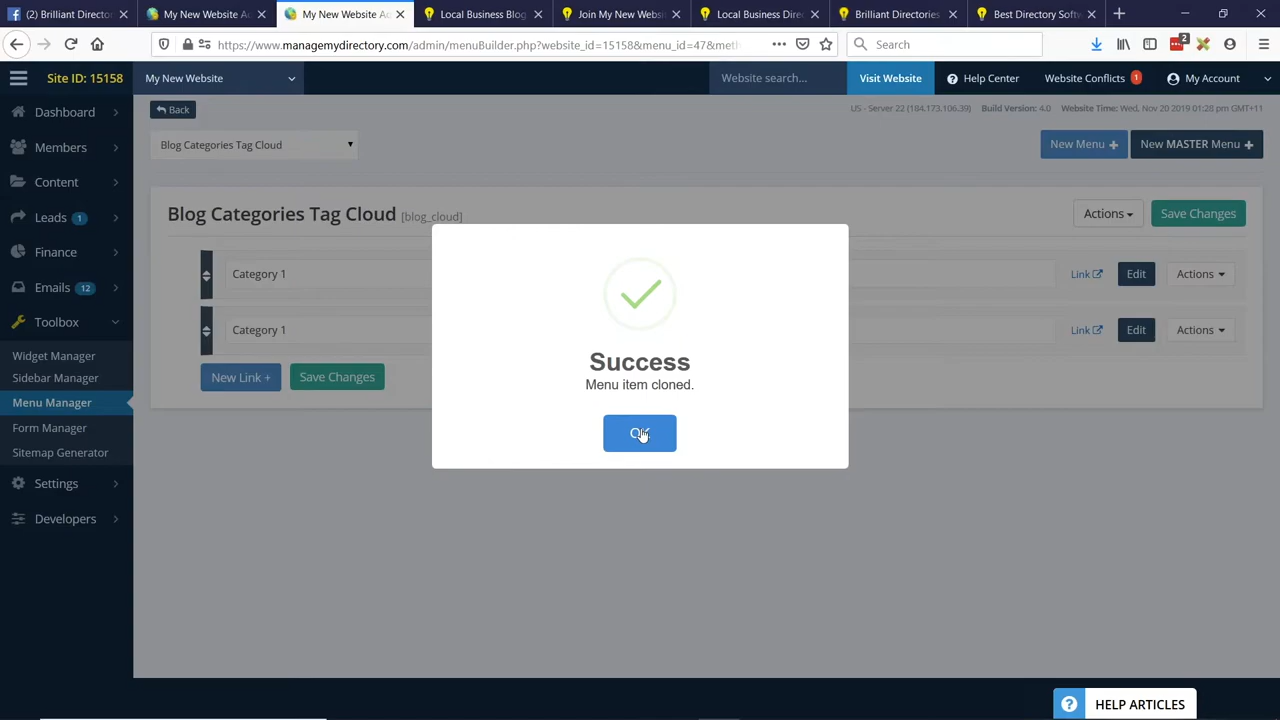 (2) Brilliant Director
My New Website Ad
My New Website Ad
Local Business Blog
Join My New Websi
Local Business Dire
Brilliant Directories
Best Directory Softw
https://www.managemydirectory.com/admin/menuBuilder.php?website_id=15158&menu_id=47&met
Search
2
Site ID: 15158
My New Website
Website search...
Visit Website
Help Center
Website Conflicts 1
My Account
Dashboard
Members
Content
Leads 1
Finance
Emails 12
Toolbox
Widget Manager
Sidebar Manager
Menu Manager
Form Manager
Sitemap Generator
Settings
Developers
Back
US - Server 22 (184.173.106.39) Build Version: 4.0 Website Time: Wed, Nov 20 2019 01:28 pm GMT+11
Blog Categories Tag Cloud
New Menu
New MASTER Menu
Blog Categories Tag Cloud [blog_cloud]
Actions
Save Changes
Category 1
Link
Edit
Actions
Category 1
Link
Edit
Actions
New Link +
Save Changes
Success
Menu item cloned.
OK
HELP ARTICLES